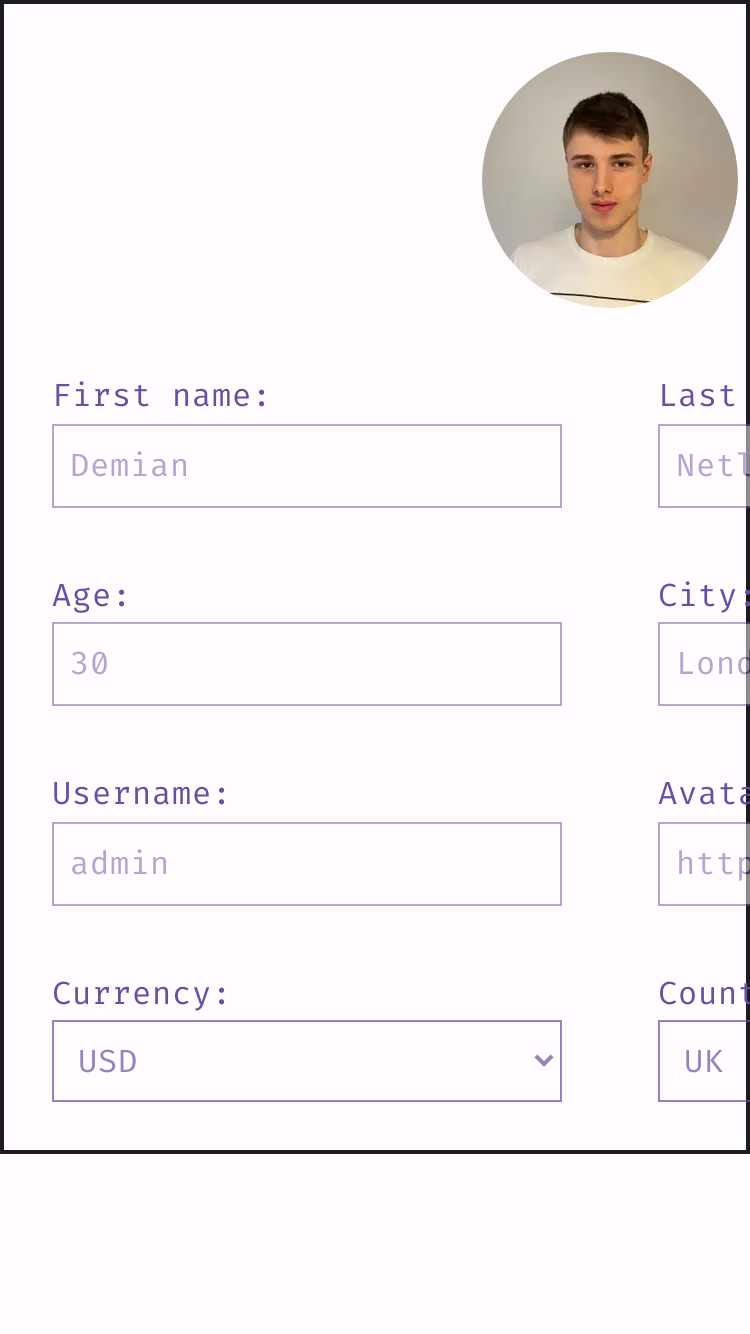 First name:
Last
Demian
Netl
Age:
City:
30
Lond
Username:
Avata
admin
http
Currency:
Count
USD
UK